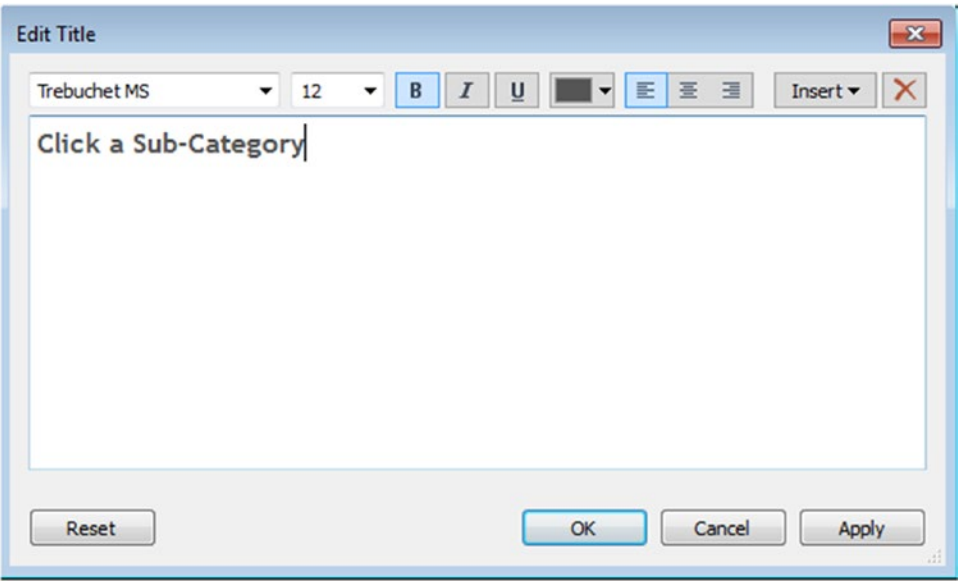 Edit Title
Trebuchet MS 12 B I U Insert
Click a Sub-Category
Reset OK Cancel Apply